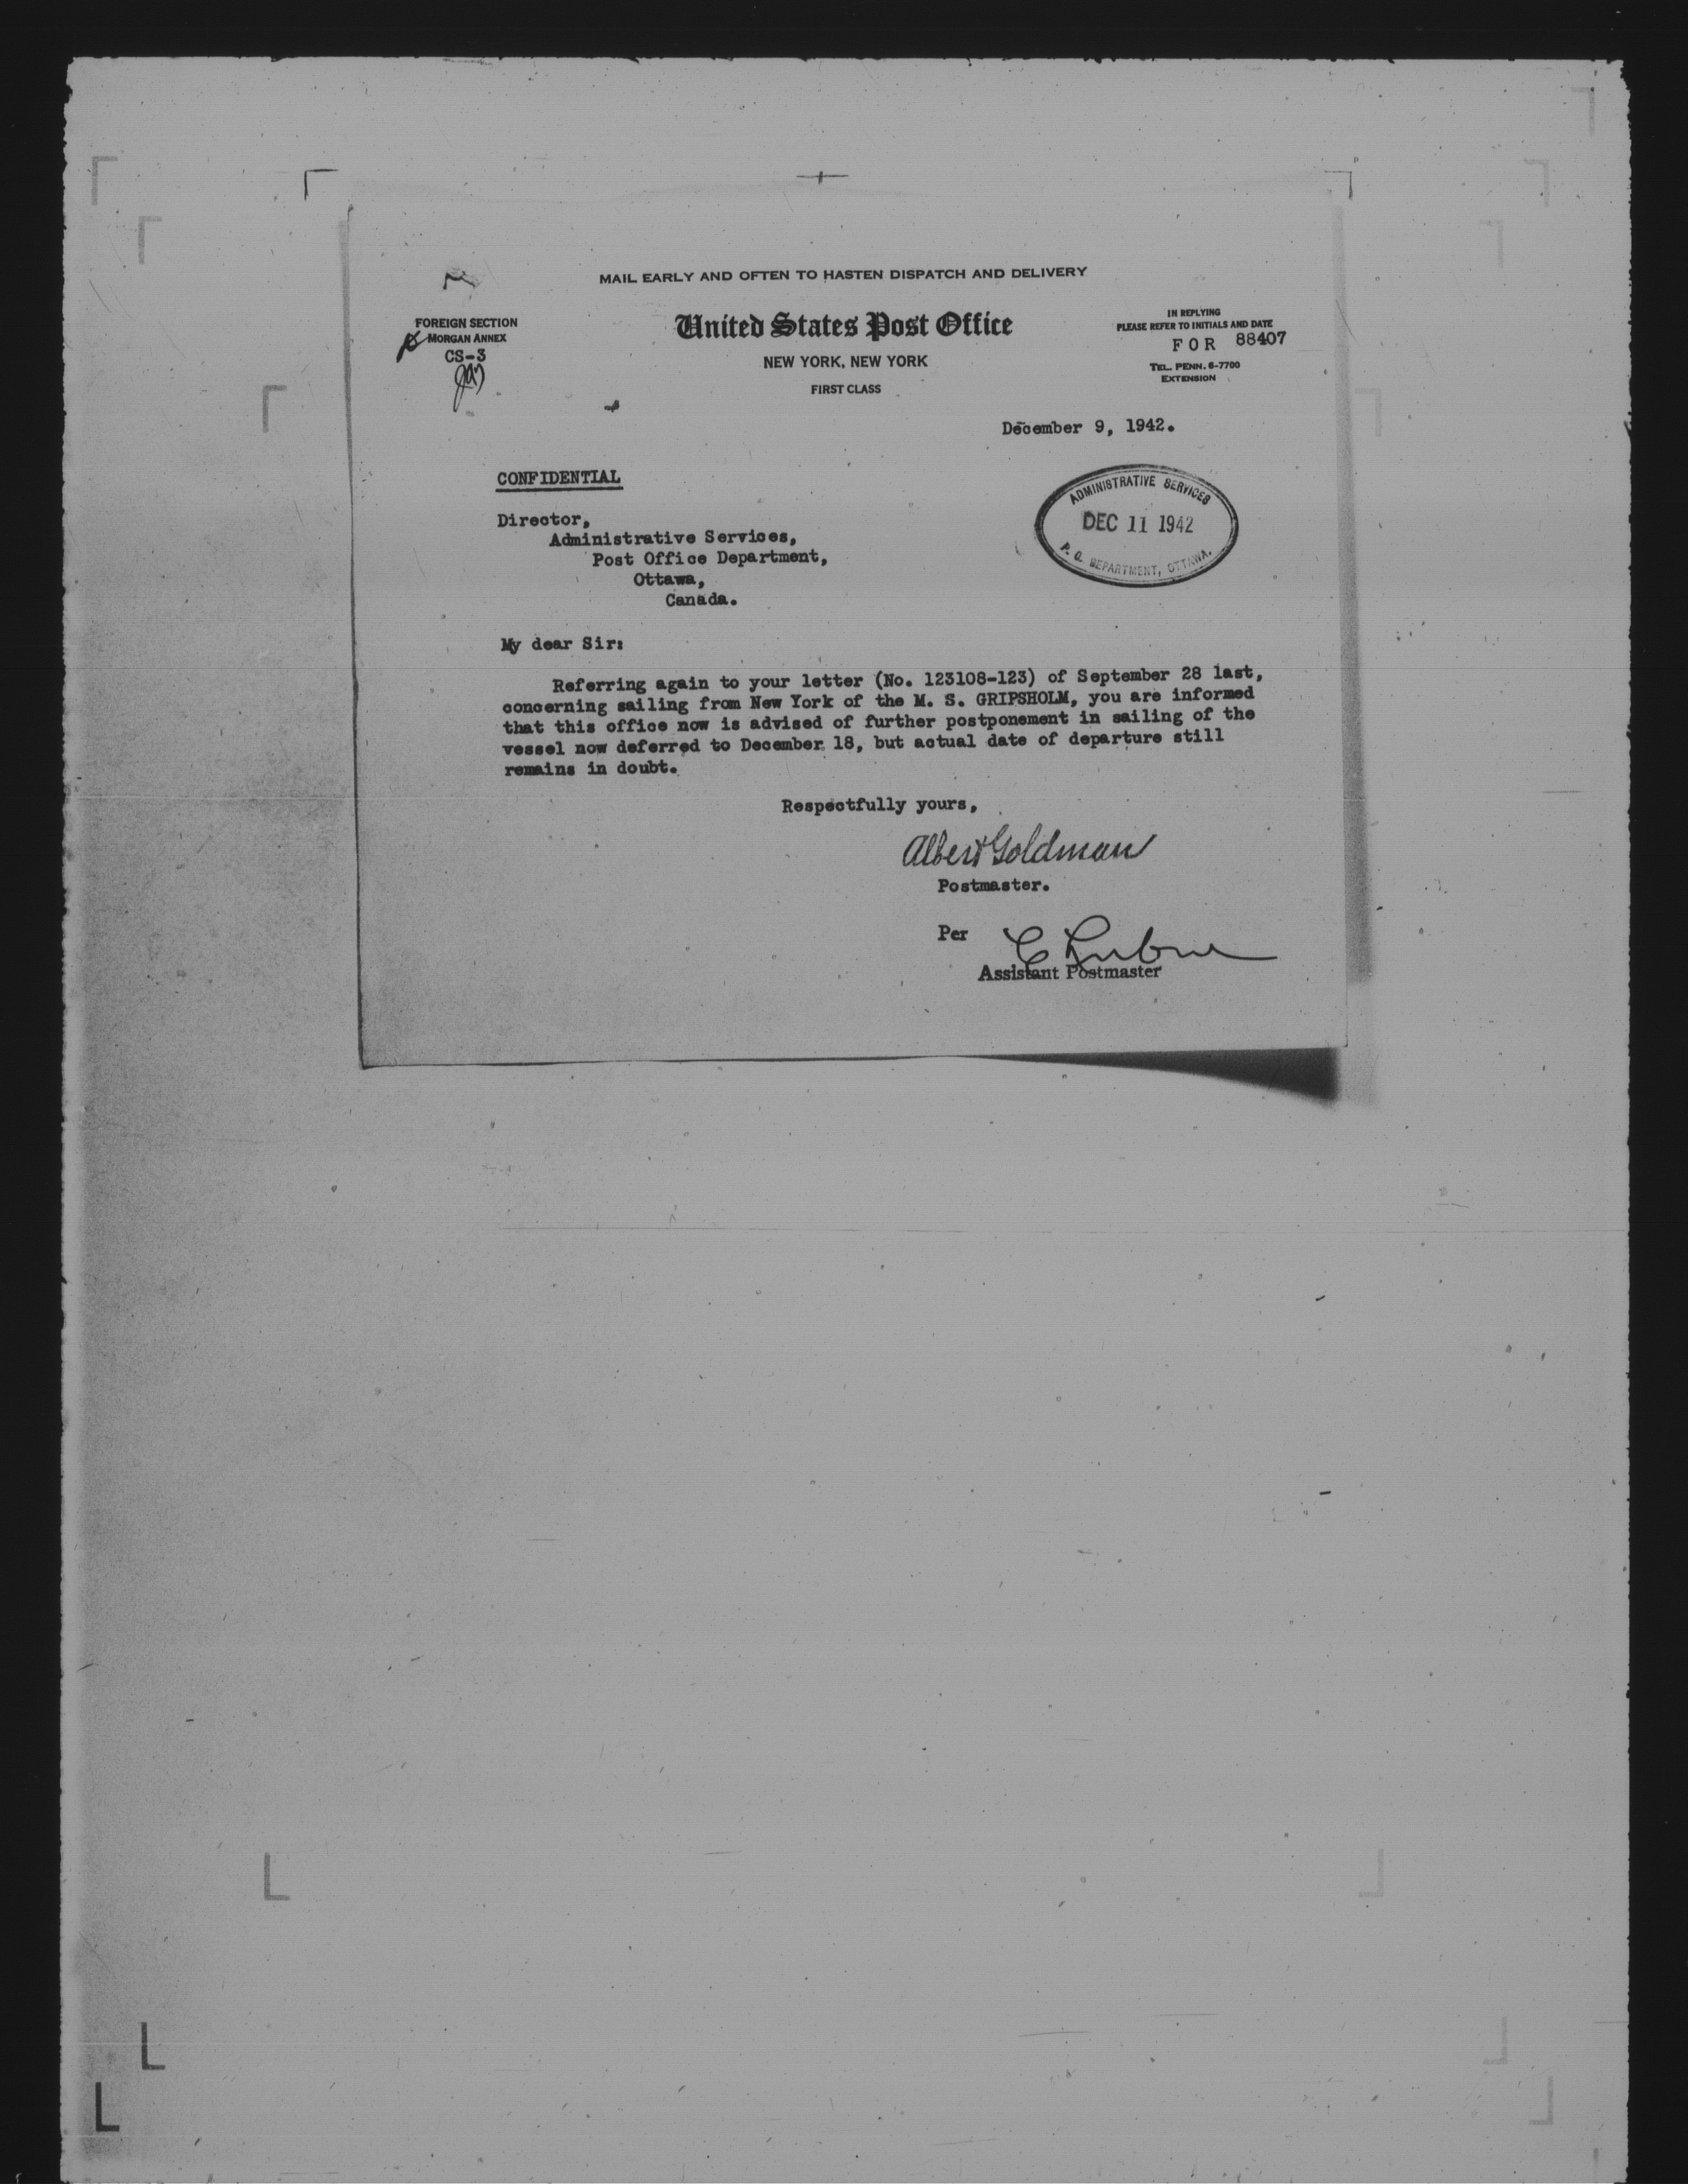 MAIL EARLY AND OFTEN TO HASTEN DISPATCH AND DELIVERY
FOREIGN SECTION
MORGAN ANNEX
CS-3
United States Post Office
NEW YORK, NEW YORK
FIRST CLASS
IN REPLYING
PLEASE REFER TO INITIALS AND DATE
FOR 88407
TEL. PENN. 6-7700
EXTENSION
December 9, 1942.
CONFIDENTIAL
ADMINISTRATIVE SERVICES
DEC 11 1942
P. O. DEPARTMENT, OTTAWA.
Director,
Administrative Services,
Post Office Department,
Ottawa,
Canada.
My dear Sir:
Referring again to your letter (No. 123108-123) of September 28 last,
concerning sailing from New York of the M. S. GRIPSHOLM, you are informed
that this office now is advised of further postponement in sailing of the
vessel now deferred to December 18, but actual date of departure still
remains in doubt.
Respectfully yours,
Albert Goldman
Postmaster.
Per
Assistant Postmaster